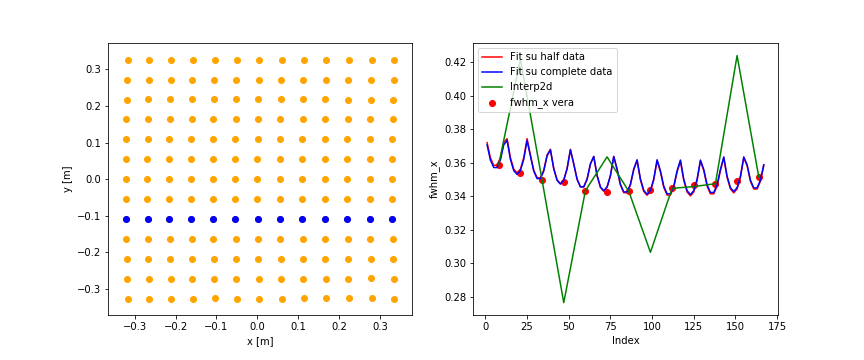 0.3
0.2
0.1
0.0
−0.1
−0.2
−0.3
y [m]
−0.3 −0.2 −0.1 0.0 0.1 0.2 0.3
x [m]
Fit su half data
Fit su complete data
Interp2d
fwhm_x vera
0.42
0.40
0.38
0.36
0.34
0.32
0.30
0.28
fwhm_x
0 25 50 75 100 125 150 175
Index